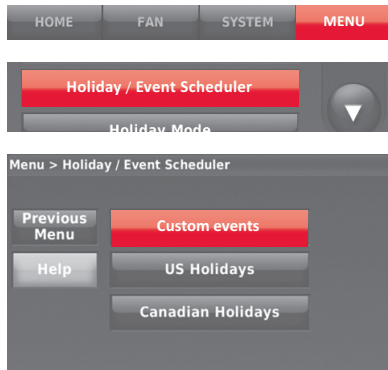 HOME FAN SYSTEM MENU
Holiday / Event Scheduler
Holiday Mode
Menu > Holiday / Event Scheduler
Previous
Menu
Custom events
Help
US Holidays
Canadian Holidays